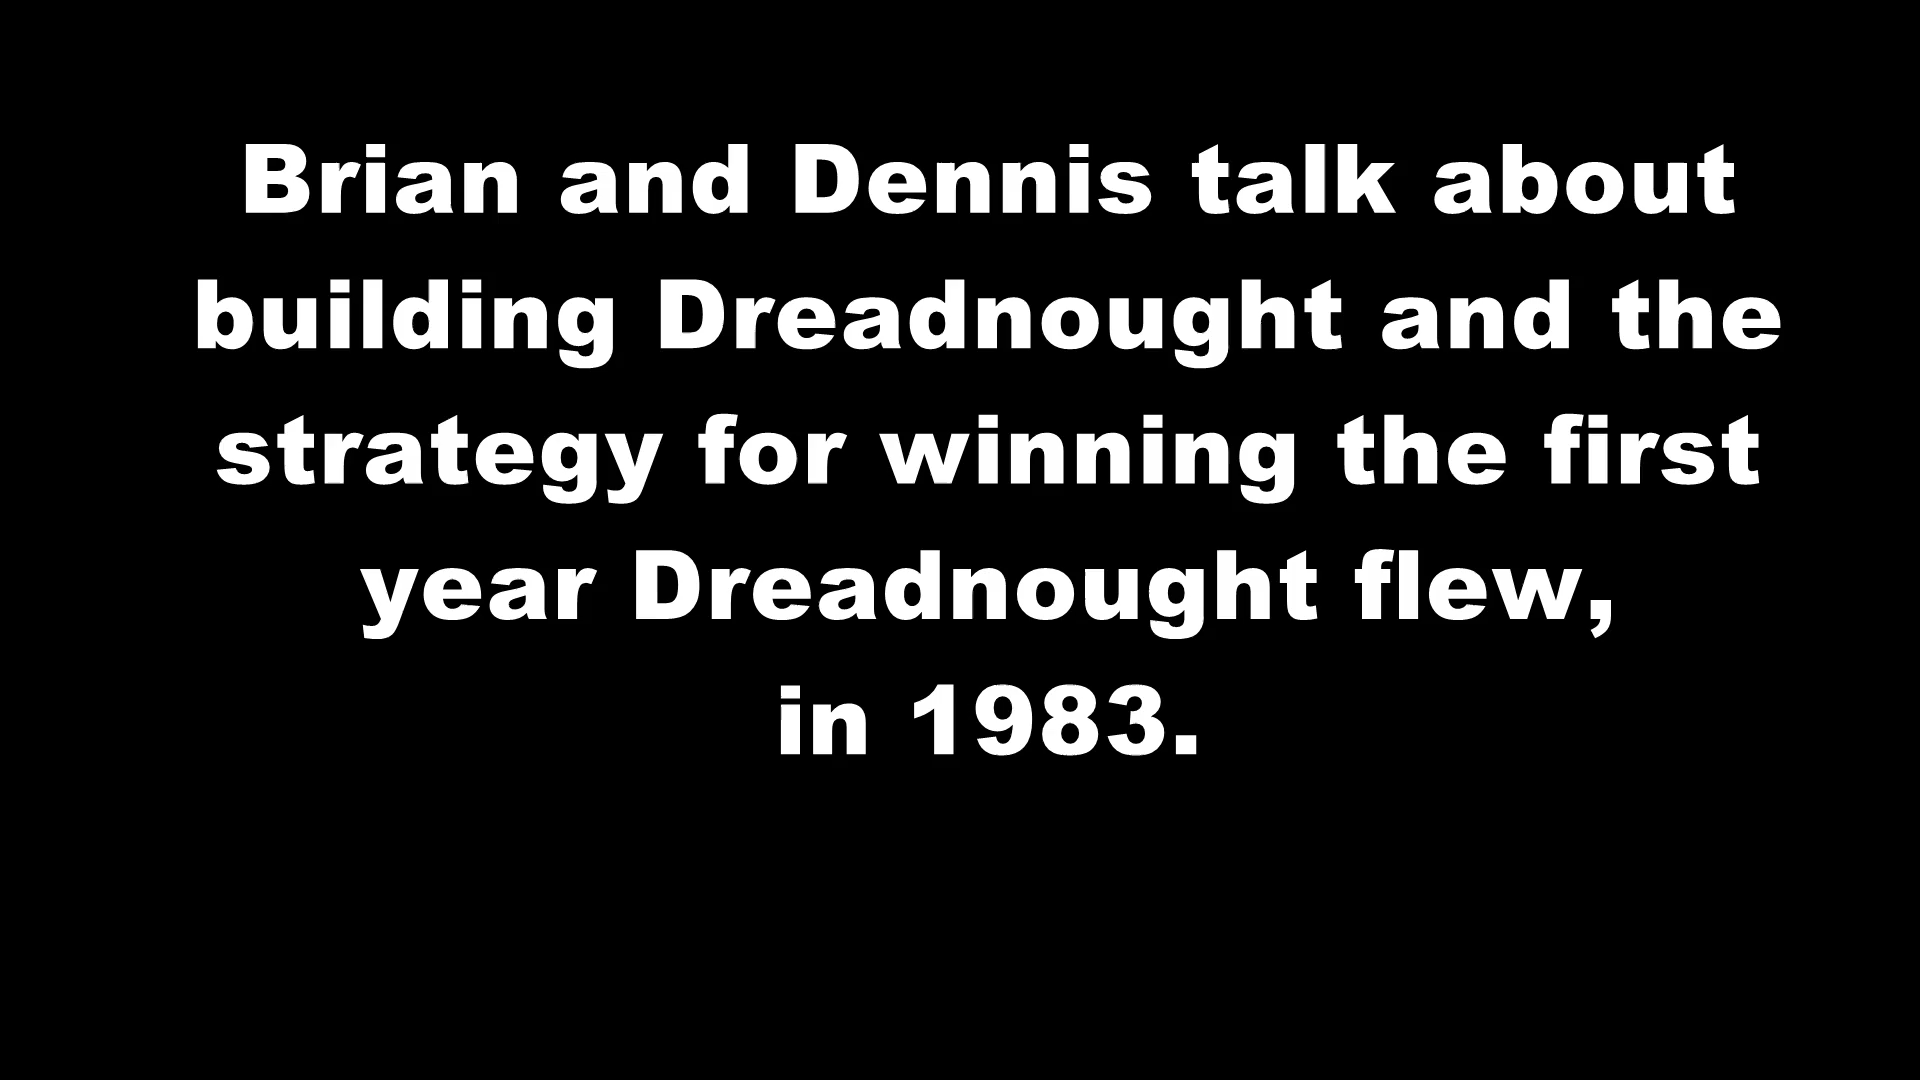 Brian and Dennis talk about
building Dreadnought and the
strategy for winning the first
year Dreadnought flew,
in 1983.